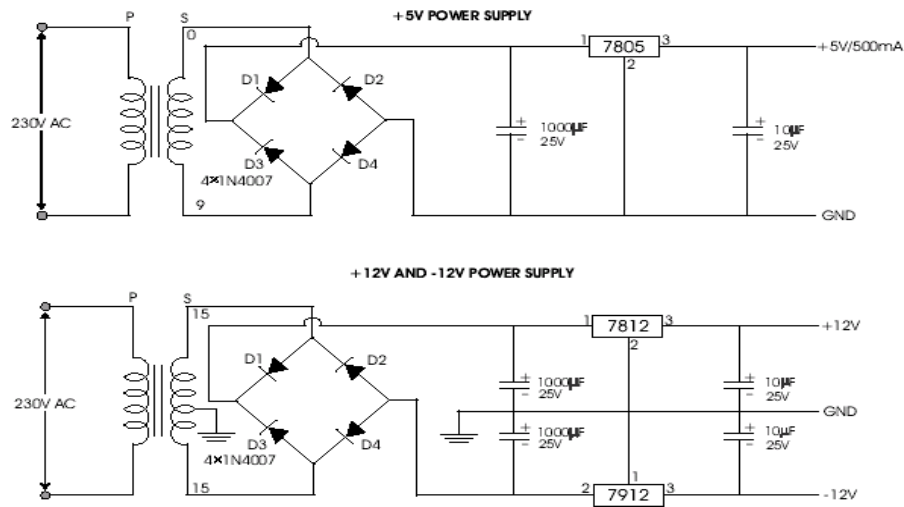 +5V POWER SUPPLY
P S
0
1 7805 3
2
+5V/500mA
D1 D2
230V AC
+ 1000µF
- 25V
+ 10µF
- 25V
D3 D4
4×1N4007
9
GND
+12V AND -12V POWER SUPPLY
P S
15
1 7812 3
2
+12V
D1 D2
+ 1000µF
- 25V
+ 10µF
- 25V
230V AC
GND
D3 D4
+ 1000µF
- 25V
+ 10µF
- 25V
4×1N4007
15
1
2 7912 3
-12V